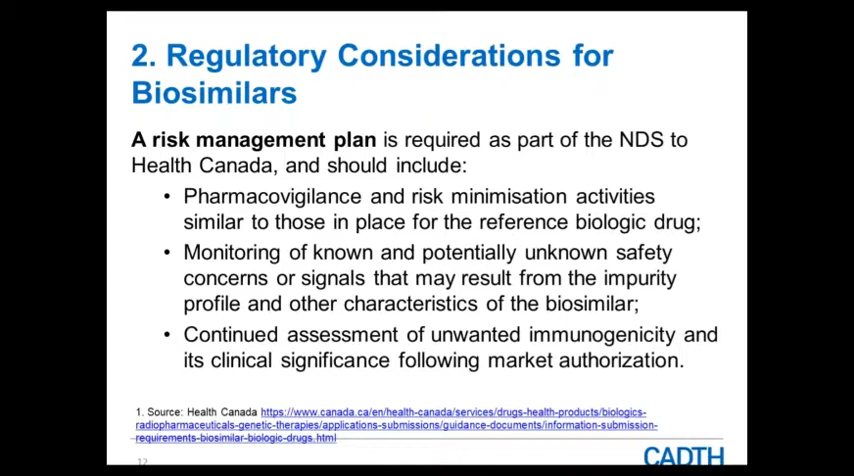 2. Regulatory Considerations for
Biosimilars
A risk management plan is required as part of the NDS to
Health Canada, and should include:
• Pharmacovigilance and risk minimisation activities
similar to those in place for the reference biologic drug;
• Monitoring of known and potentially unknown safety
concerns or signals that may result from the impurity
profile and other characteristics of the biosimilar;
• Continued assessment of unwanted immunogenicity and
its clinical significance following market authorization.
1. Source: Health Canada https://www.canada.ca/en/health-canada/services/drugs-health-products/biologics-
radiopharmaceuticals-genetic-therapies/applications-submissions/guidance-documents/information-submission-
requirements-biosimilar-biologic-drugs.html
12
CADTH